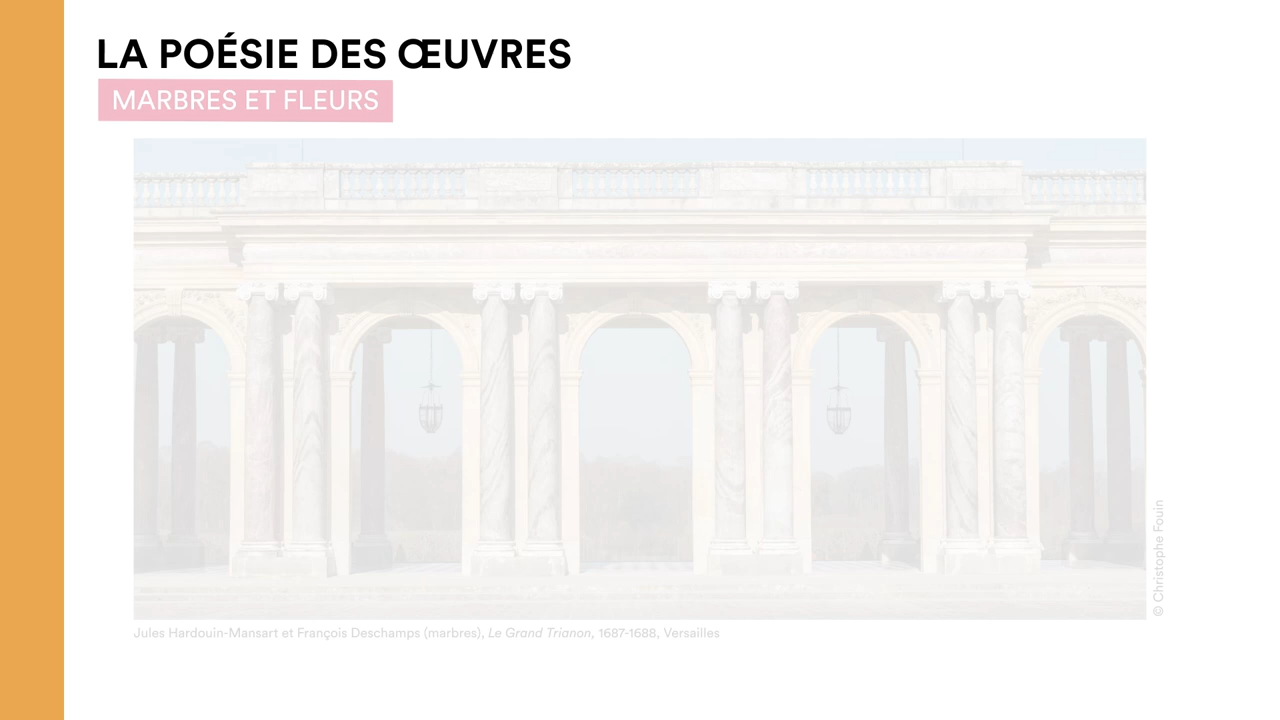 LA POÉSIE DES ŒUVRES
MARBRES ET FLEURS
© Christophe Fouin
Jules Hardouin-Mansart et François Deschamps (marbres), Le Grand Trianon, 1687-1688, Versailles